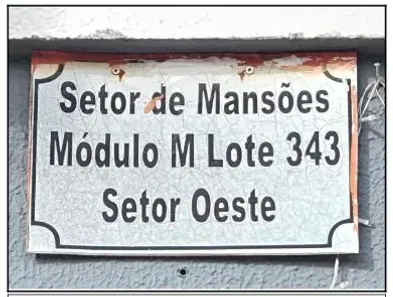 Setor de Mansões
Módulo M Lote 343
Setor Oeste